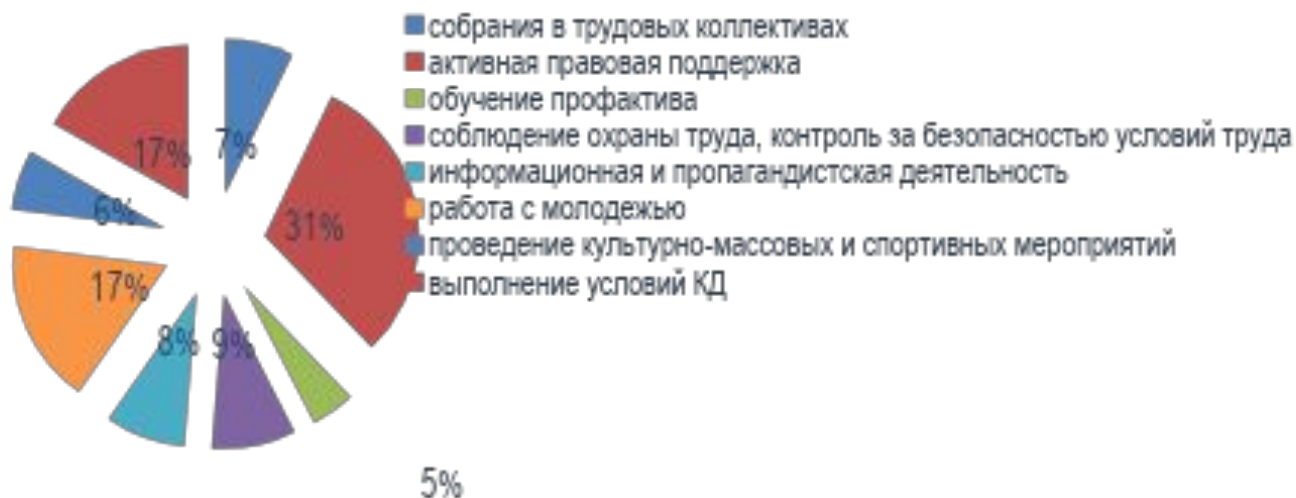 собрания в трудовых коллективах
активная правовая поддержка
обучение профактива
соблюдение охраны труда, контроль за безопасностью условий труда
информационная и пропагандистская деятельность
работа с молодежью
проведение культурно-массовых и спортивных мероприятий
выполнение условий КД
17%
7%
6%
31%
17%
8%
9%
5%